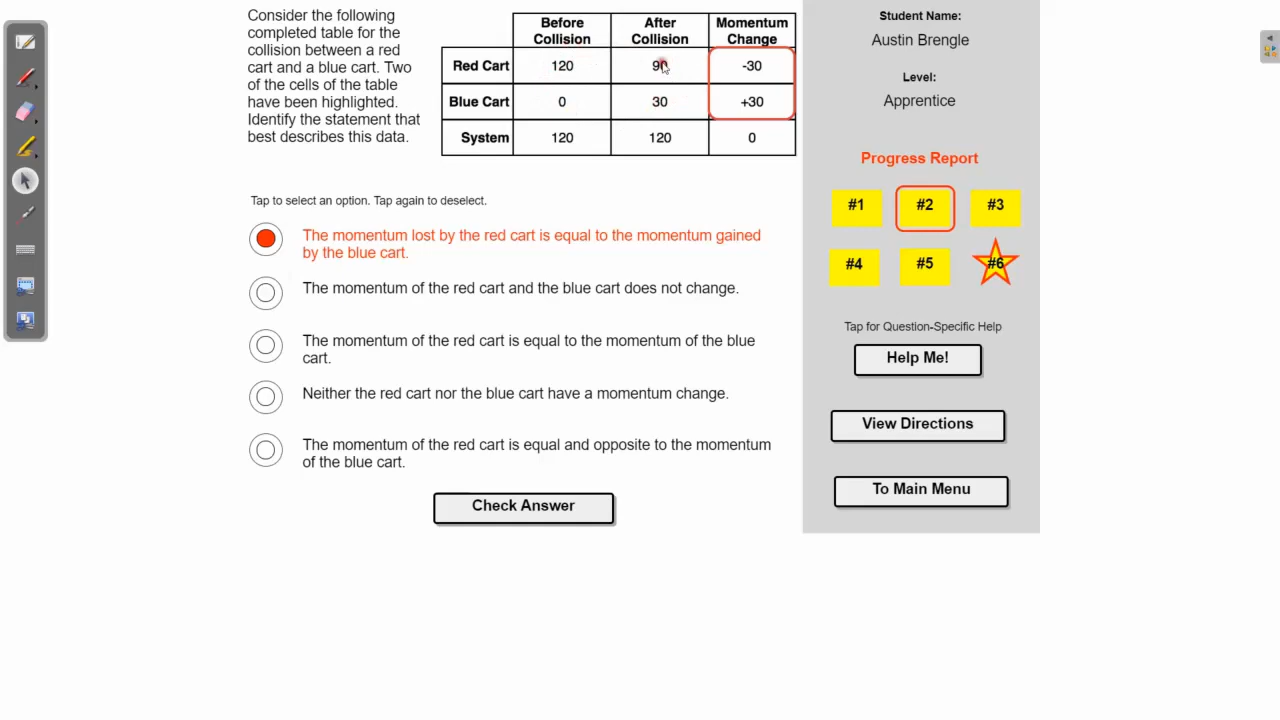 Consider the following
completed table for the
collision between a red
cart and a blue cart. Two
of the cells of the table
have been highlighted.
Identify the statement that
best describes this data.
Before Collision After Collision Momentum Change
Red Cart 120 90 -30
Blue Cart 0 30 +30
System 120 120 0
Tap to select an option. Tap again to deselect.
The momentum lost by the red cart is equal to the momentum gained
by the blue cart.
The momentum of the red cart and the blue cart does not change.
The momentum of the red cart is equal to the momentum of the blue
cart.
Neither the red cart nor the blue cart have a momentum change.
The momentum of the red cart is equal and opposite to the momentum
of the blue cart.
Check Answer
Student Name:
Austin Brengle
Level:
Apprentice
Progress Report
#1 #2 #3
#4 #5 #6
Tap for Question-Specific Help
Help Me!
View Directions
To Main Menu